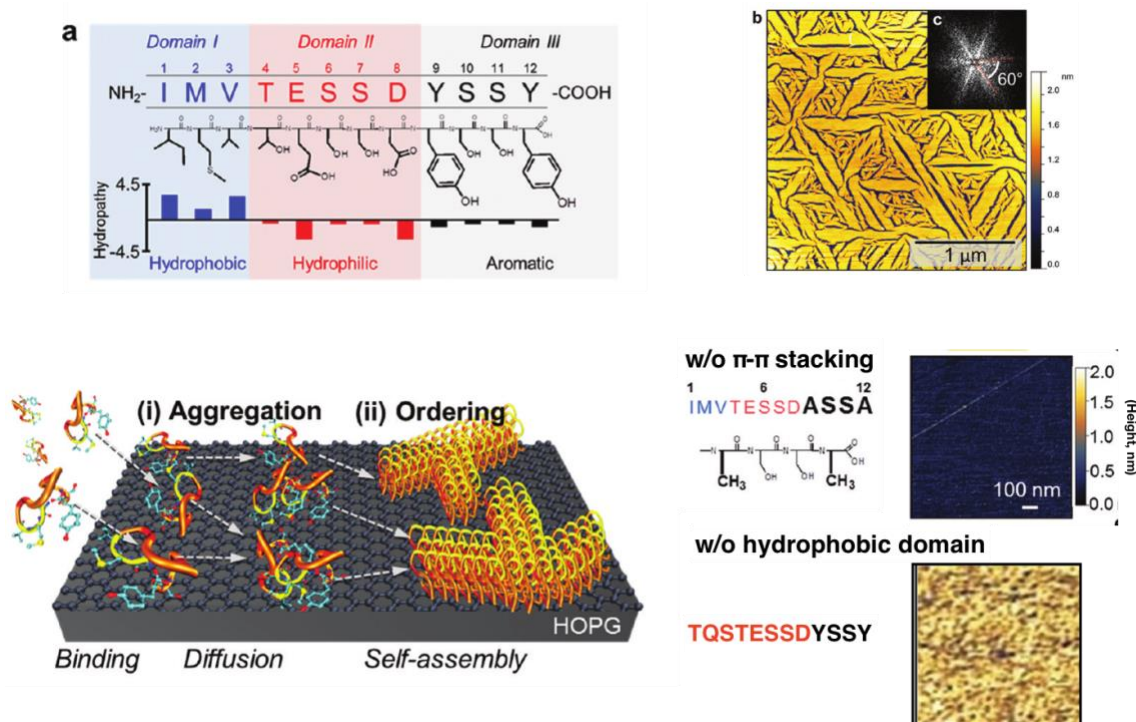 a
Domain I Domain II Domain III
1 2 3 4 5 6 7 8 9 10 11 12
NH2- I M V T E S S D Y S S Y -COOH
4.5
Hydropathy
-4.5
Hydrophobic Hydrophilic Aromatic
b
c
60°
nm
2.0
1.6
1.2
0.8
0.4
0.0
1 μm
(i) Aggregation (ii) Ordering
HOPG
Binding Diffusion Self-assembly
w/o π-π stacking
1 6 12
IMVTESSDASSA
CH3 OH OH CH3
2.0
1.5
1.0
0.5
0.0
(Height, nm)
100 nm
w/o hydrophobic domain
TQSTESSDYSSY